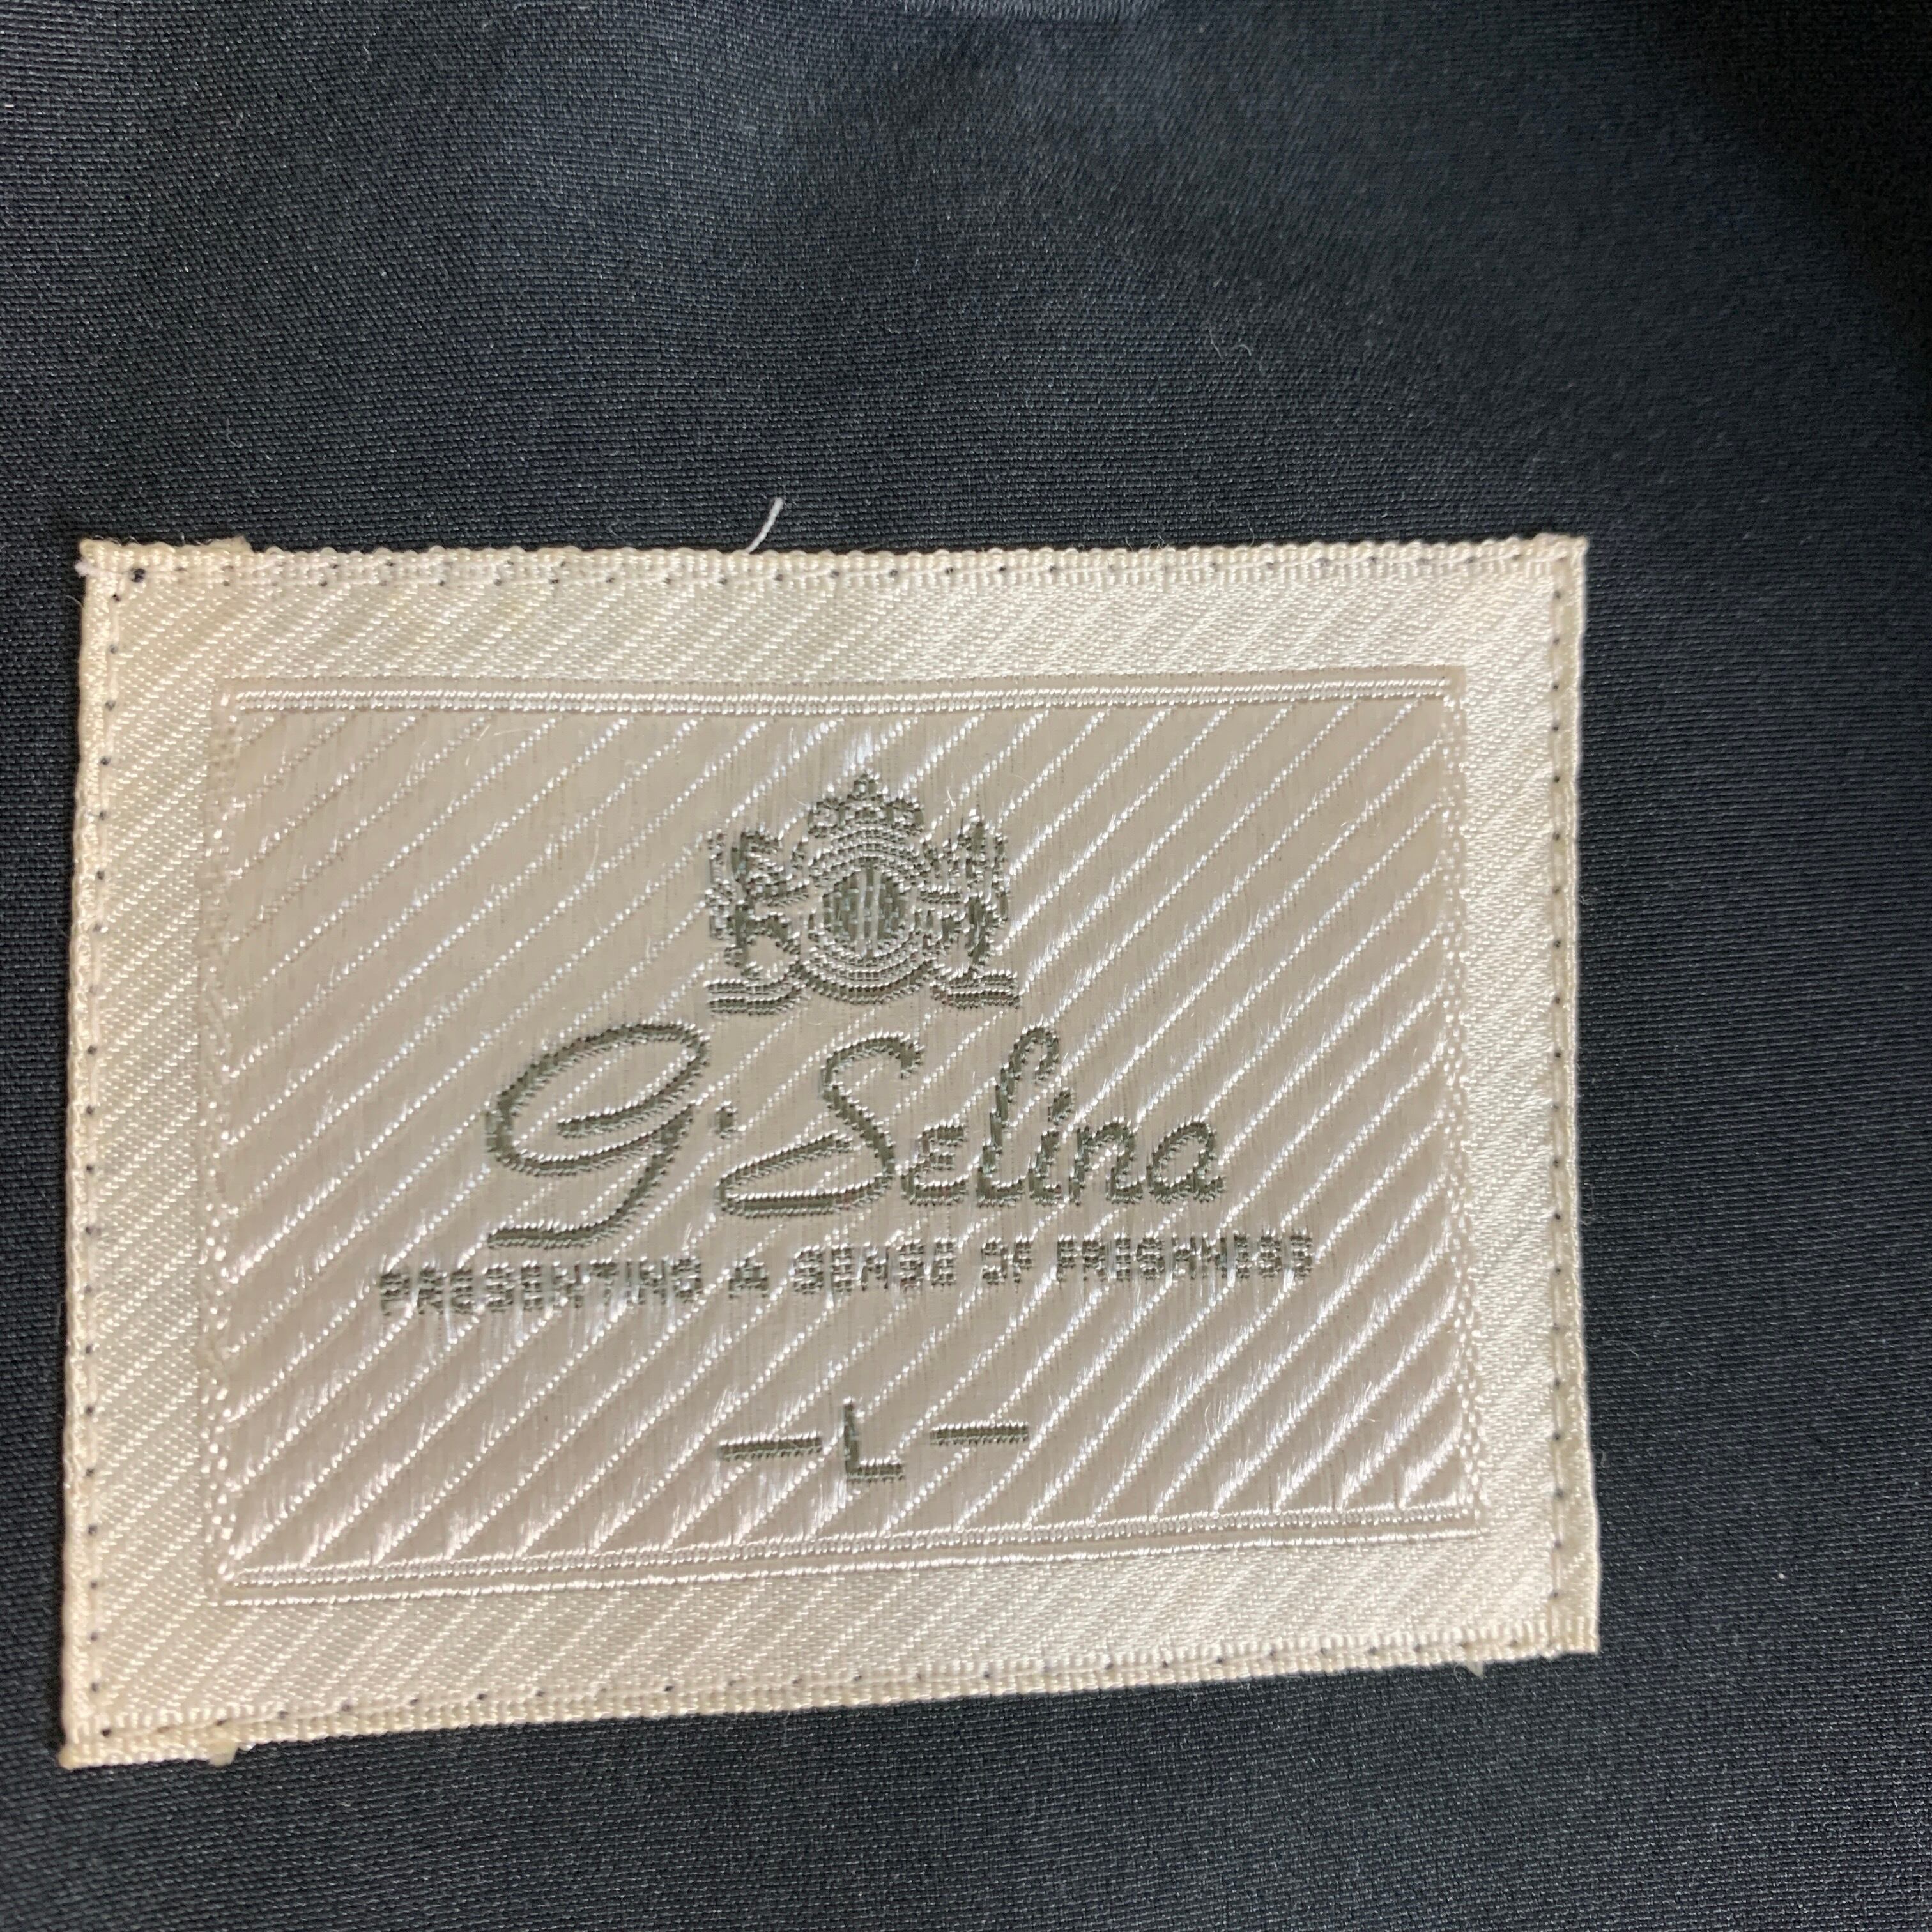 G·Selina
PRESENTING A SENSE OF FRESHNESS
— L —